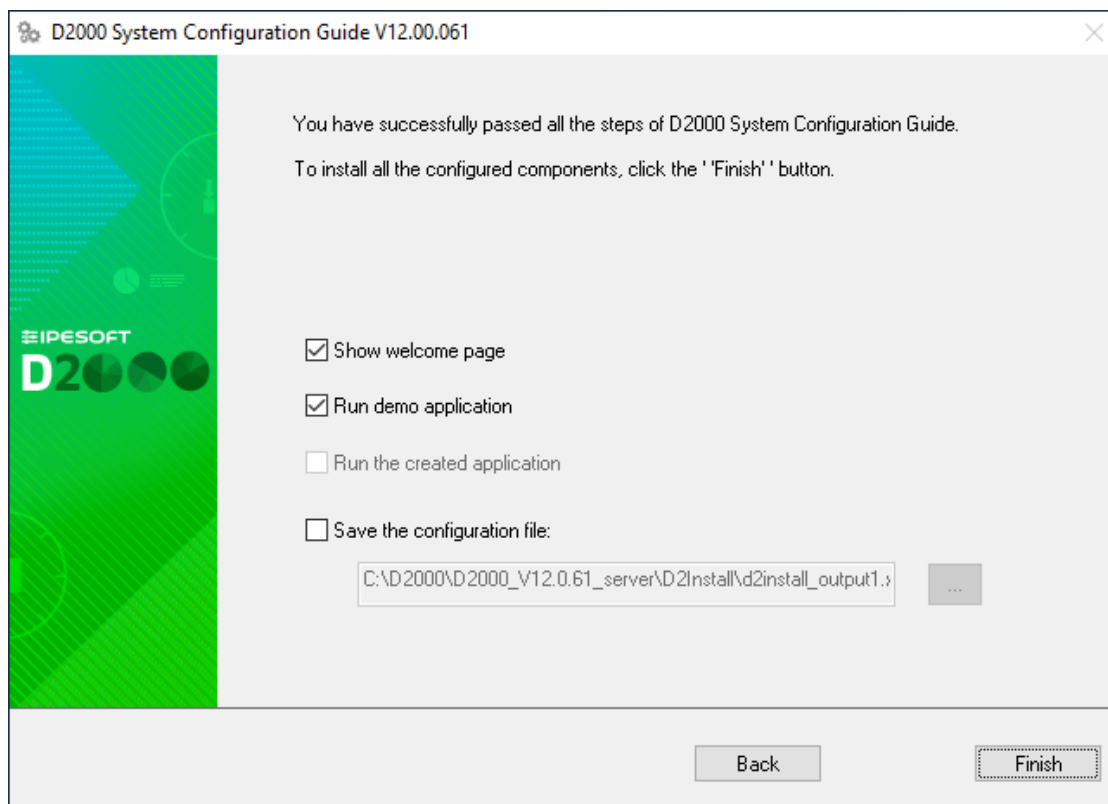 D2000 System Configuration Guide V12.00.061
You have successfully passed all the steps of D2000 System Configuration Guide.
To install all the configured components, click the ' 'Finish' ' button.
IPESOFT
D2000
Show welcome page
Run demo application
Run the created application
Save the configuration file:
C:\D2000\D2000_V12.0.61_server\D2Install\d2install_output1.x
...
Back
Finish